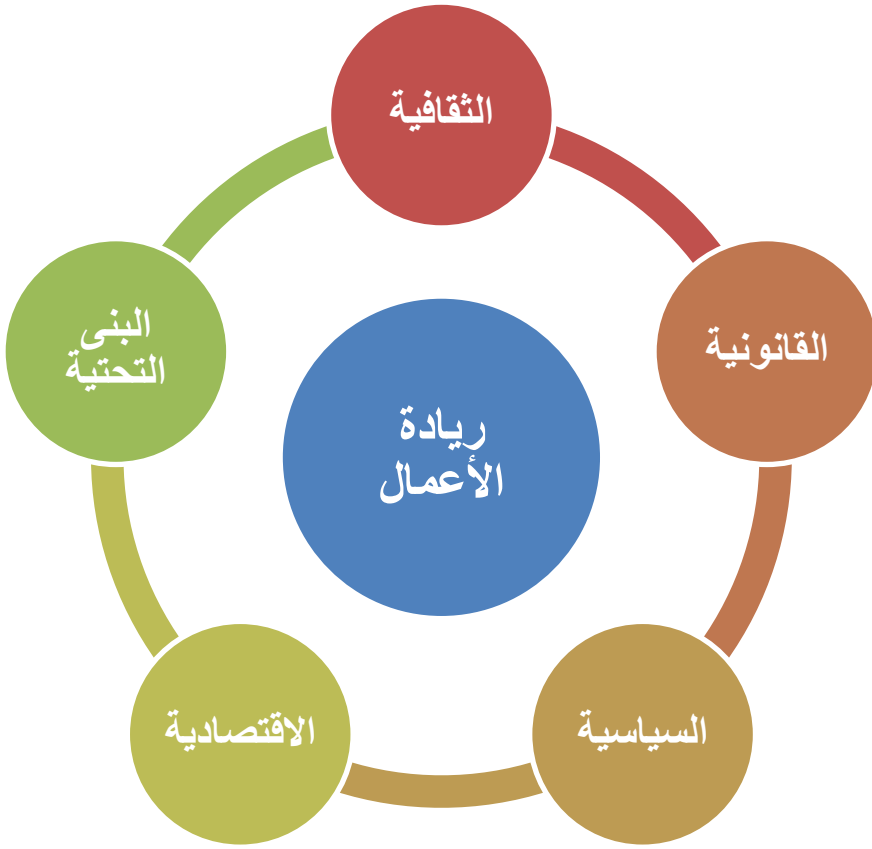 الثقافية
القانونية
السياسية
الاقتصادية
البنى
التحتية
ريادة
الأعمال